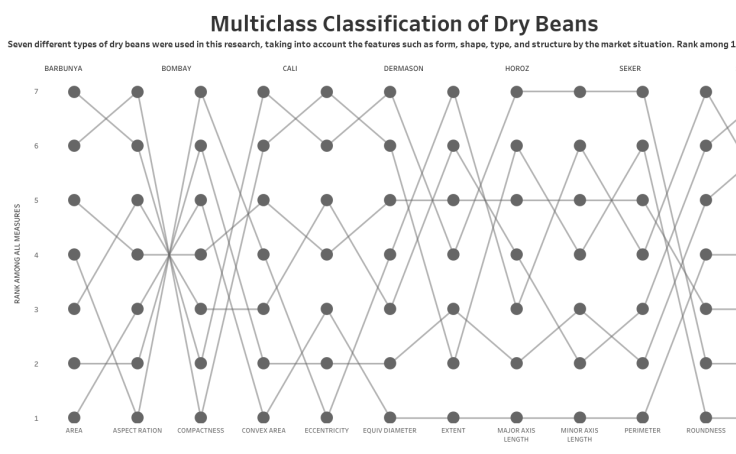 Multiclass Classification of Dry Beans
Seven different types of dry beans were used in this research, taking into account the features such as form, shape, type, and structure by the market situation. Rank among 1
BARBUNYA BOMBAY CALI DERMASON HOROZ SEKER
7
6
5
4
3
2
1
RANK AMONG ALL MEASURES
AREA ASPECT RATION COMPACTNESS CONVEX AREA ECCENTRICITY EQUIV DIAMETER EXTENT MAJOR AXIS LENGTH MINOR AXIS LENGTH PERIMETER ROUNDNESS